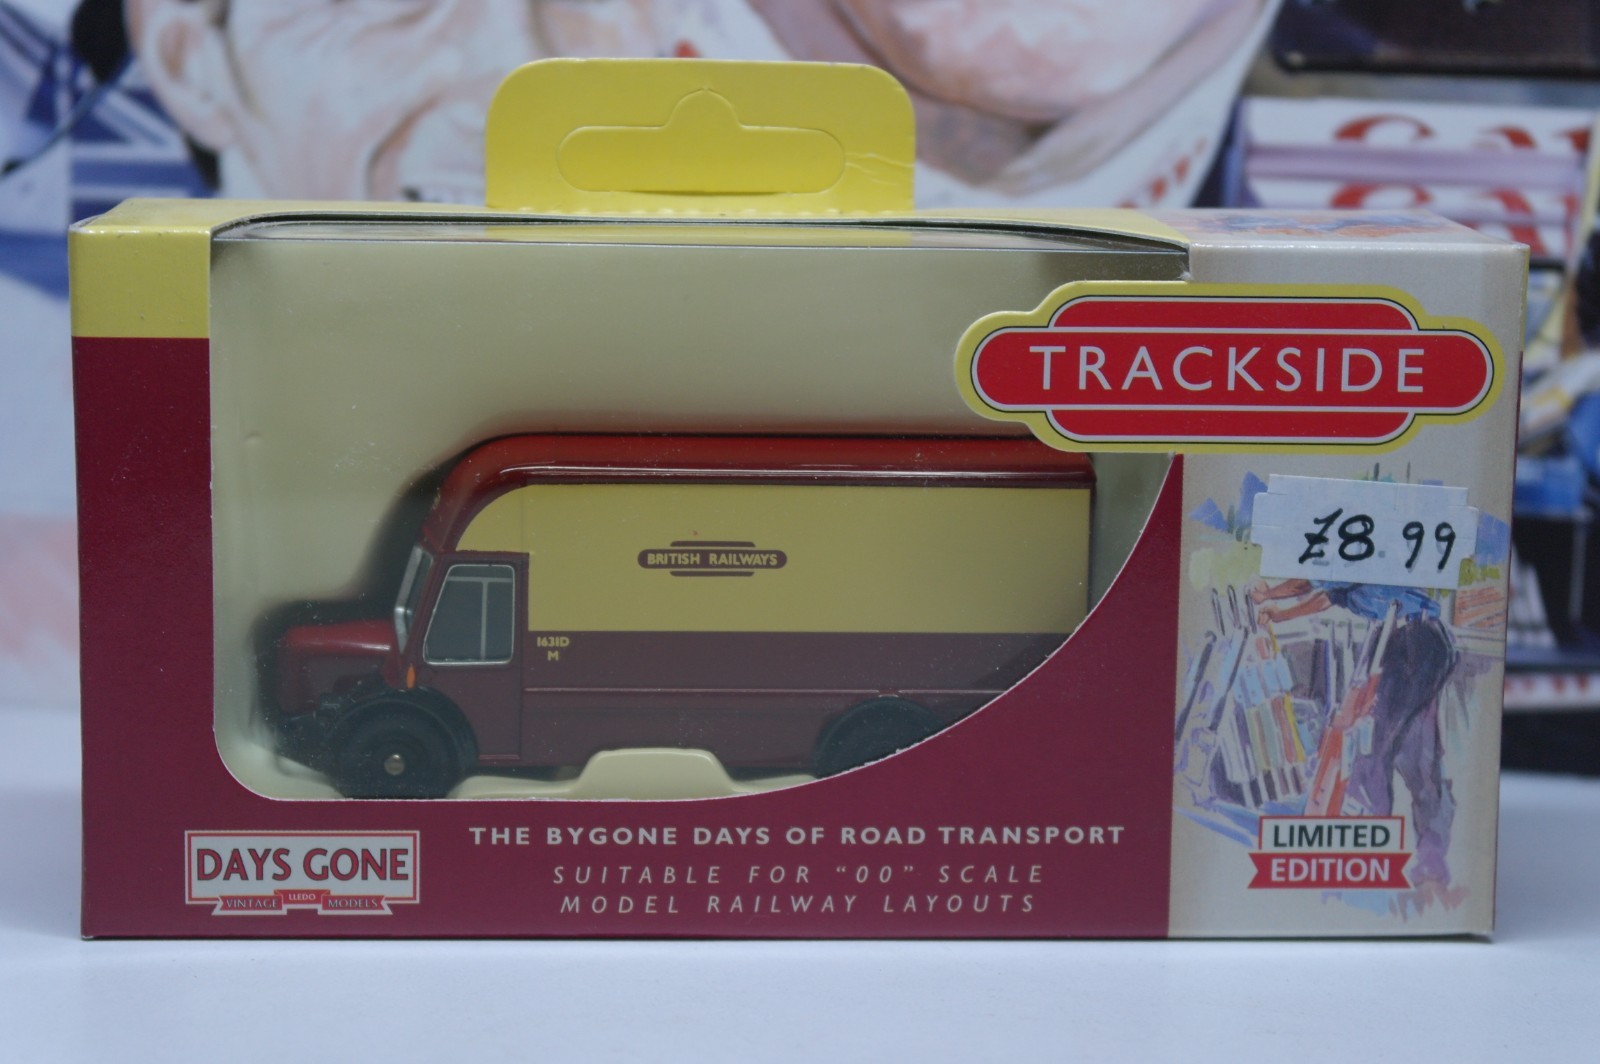 TRACKSIDE
£8.99
BRITISH RAILWAYS
1631D
M
THE BYGONE DAYS OF ROAD TRANSPORT
SUITABLE FOR “00” SCALE
MODEL RAILWAY LAYOUTS
DAYS GONE
VINTAGE LLEDO MODELS
LIMITED
EDITION